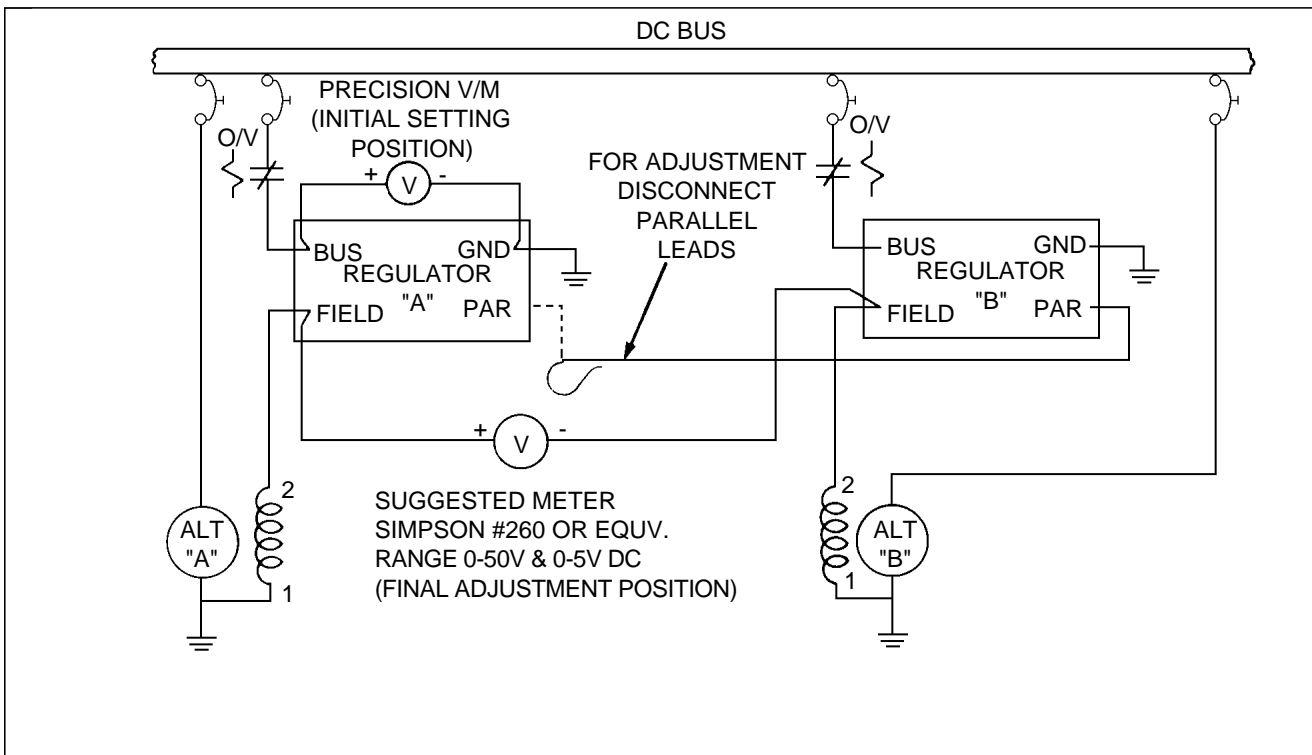 DC BUS
PRECISION V/M
(INITIAL SETTING
POSITION)
O/V
+ V -
FOR ADJUSTMENT
DISCONNECT
PARALLEL
LEADS
O/V
BUS GND
REGULATOR
"A"
FIELD PAR
BUS GND
REGULATOR
"B"
FIELD PAR
+ V -
SUGGESTED METER
SIMPSON #260 OR EQUV.
RANGE 0-50V & 0-5V DC
(FINAL ADJUSTMENT POSITION)
ALT
"A"
2
1
2
1
ALT
"B"